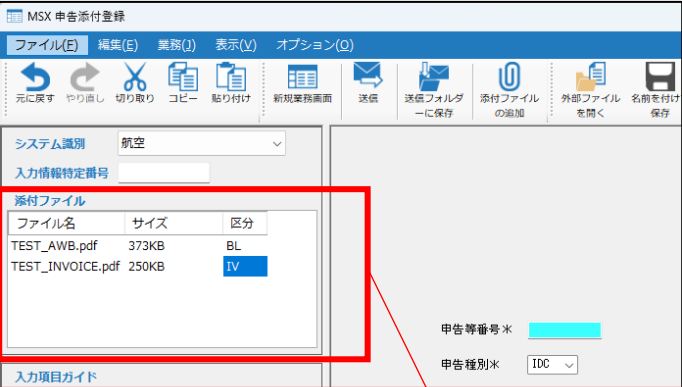 MSX 申告添付登録
ファイル(F) 編集(E) 業務(J) 表示(V) オプション(O)
元に戻す やり直し 切り取り コピー 貼り付け 新規業務画面 送信 送信フォルダーに保存 添付ファイルの追加 外部ファイルを開く 名前を付け保存
システム識別 航空
入力情報特定番号
添付ファイル
ファイル名 サイズ 区分
TEST_AWB.pdf 373KB BL
TEST_INVOICE.pdf 250KB IV
申告等番号＊
申告種別＊ IDC
入力項目ガイド